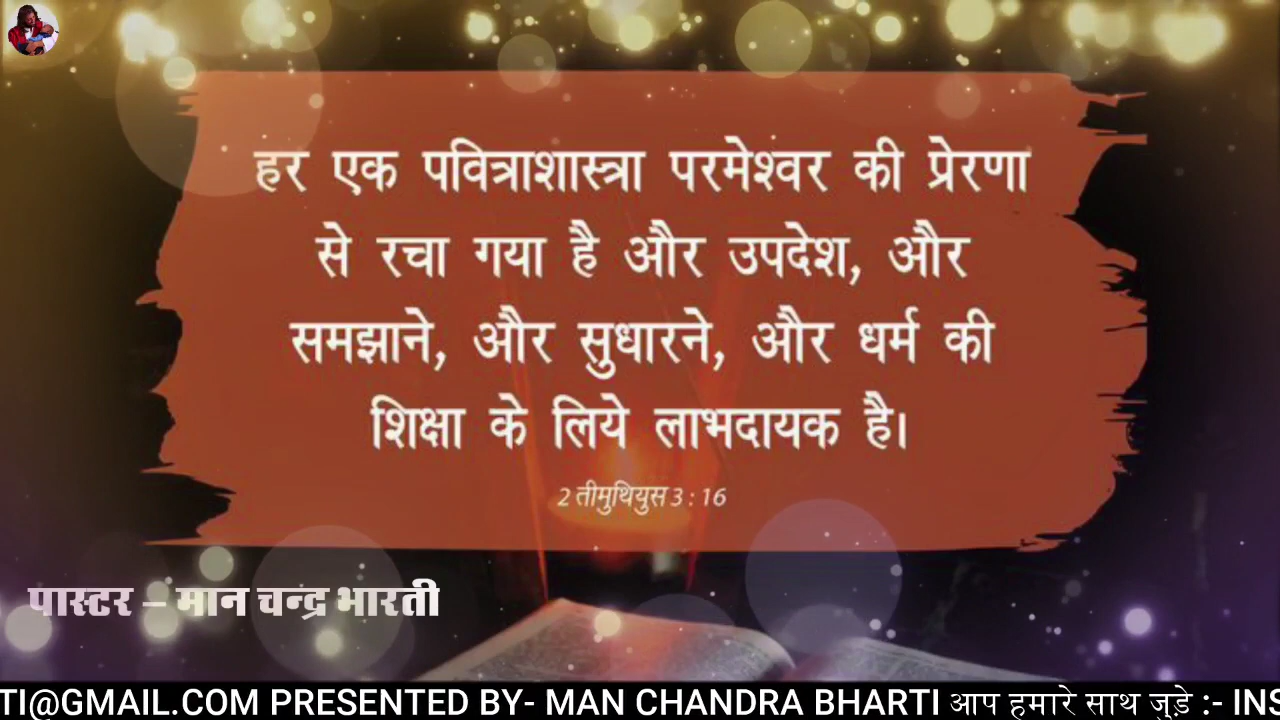 हर एक पवित्राशास्त्रा परमेश्वर की प्रेरणा
से रचा गया है और उपदेश, और
समझाने, और सुधारने, और धर्म की
शिक्षा के लिये लाभदायक है।
2 तीमुथियुस 3 : 16
पास्टर – मान चन्द्र भारती
TI@GMAIL.COM PRESENTED BY- MAN CHANDRA BHARTI आप हमारे साथ जुड़े :- INS